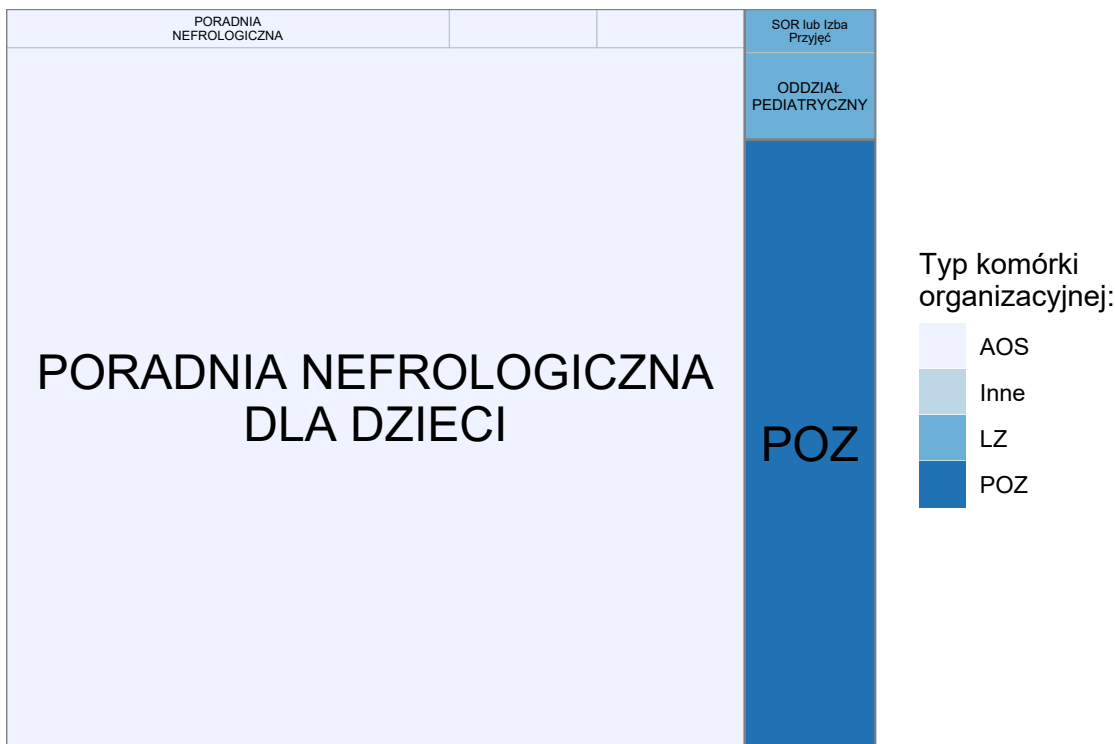 PORADNIA
NEFROLOGICZNA
SOR lub Izba
Przyjęć
ODDZIAŁ
PEDIATRYCZNY
PORADNIA NEFROLOGICZNA
DLA DZIECI
POZ
Typ komórki
organizacyjnej:
AOS
Inne
LZ
POZ